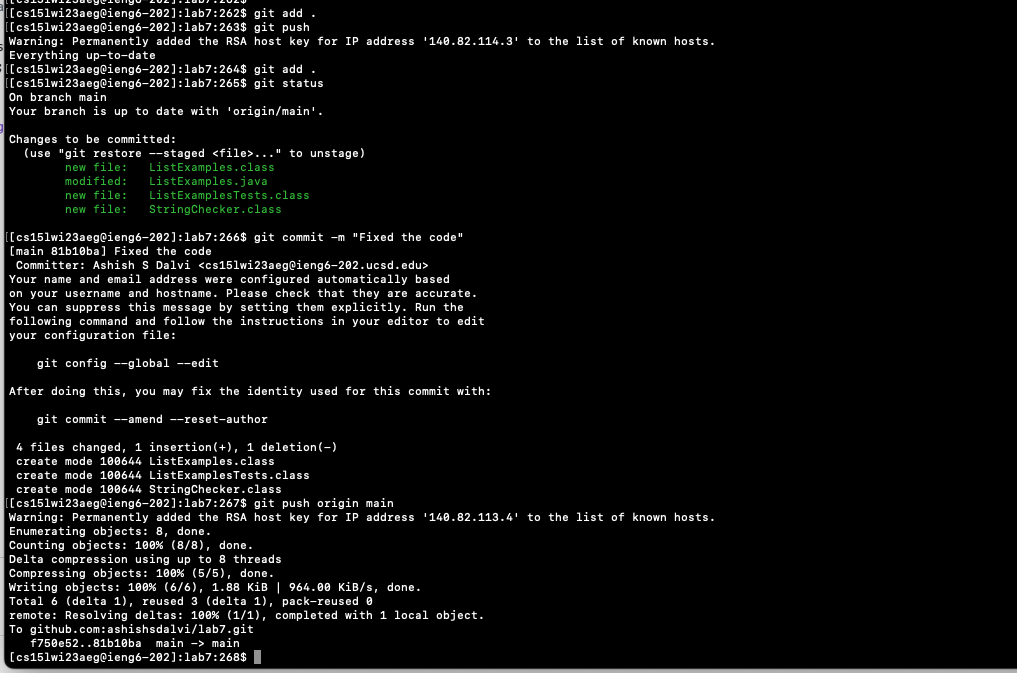 [[cs15lwi23aeg@ieng6-202]:lab7:262$ git add .
[[cs15lwi23aeg@ieng6-202]:lab7:263$ git push
Warning: Permanently added the RSA host key for IP address '140.82.114.3' to the list of known hosts.
Everything up-to-date
[[cs15lwi23aeg@ieng6-202]:lab7:264$ git add .
[[cs15lwi23aeg@ieng6-202]:lab7:265$ git status
On branch main
Your branch is up to date with 'origin/main'.

Changes to be committed:
  (use "git restore --staged <file>..." to unstage)
        new file:   ListExamples.class
        modified:   ListExamples.java
        new file:   ListExamplesTests.class
        new file:   StringChecker.class

[[cs15lwi23aeg@ieng6-202]:lab7:266$ git commit -m "Fixed the code"
[main 81b10ba] Fixed the code
 Committer: Ashish S Dalvi <cs15lwi23aeg@ieng6-202.ucsd.edu>
Your name and email address were configured automatically based
on your username and hostname. Please check that they are accurate.
You can suppress this message by setting them explicitly. Run the
following command and follow the instructions in your editor to edit
your configuration file:

    git config --global --edit

After doing this, you may fix the identity used for this commit with:

    git commit --amend --reset-author

 4 files changed, 1 insertion(+), 1 deletion(-)
 create mode 100644 ListExamples.class
 create mode 100644 ListExamplesTests.class
 create mode 100644 StringChecker.class
[[cs15lwi23aeg@ieng6-202]:lab7:267$ git push origin main
Warning: Permanently added the RSA host key for IP address '140.82.113.4' to the list of known hosts.
Enumerating objects: 8, done.
Counting objects: 100% (8/8), done.
Delta compression using up to 8 threads
Compressing objects: 100% (5/5), done.
Writing objects: 100% (6/6), 1.88 KiB | 964.00 KiB/s, done.
Total 6 (delta 1), reused 3 (delta 1), pack-reused 0
remote: Resolving deltas: 100% (1/1), completed with 1 local object.
To github.com:ashishsdalvi/lab7.git
   f750e52..81b10ba  main -> main
[cs15lwi23aeg@ieng6-202]:lab7:268$